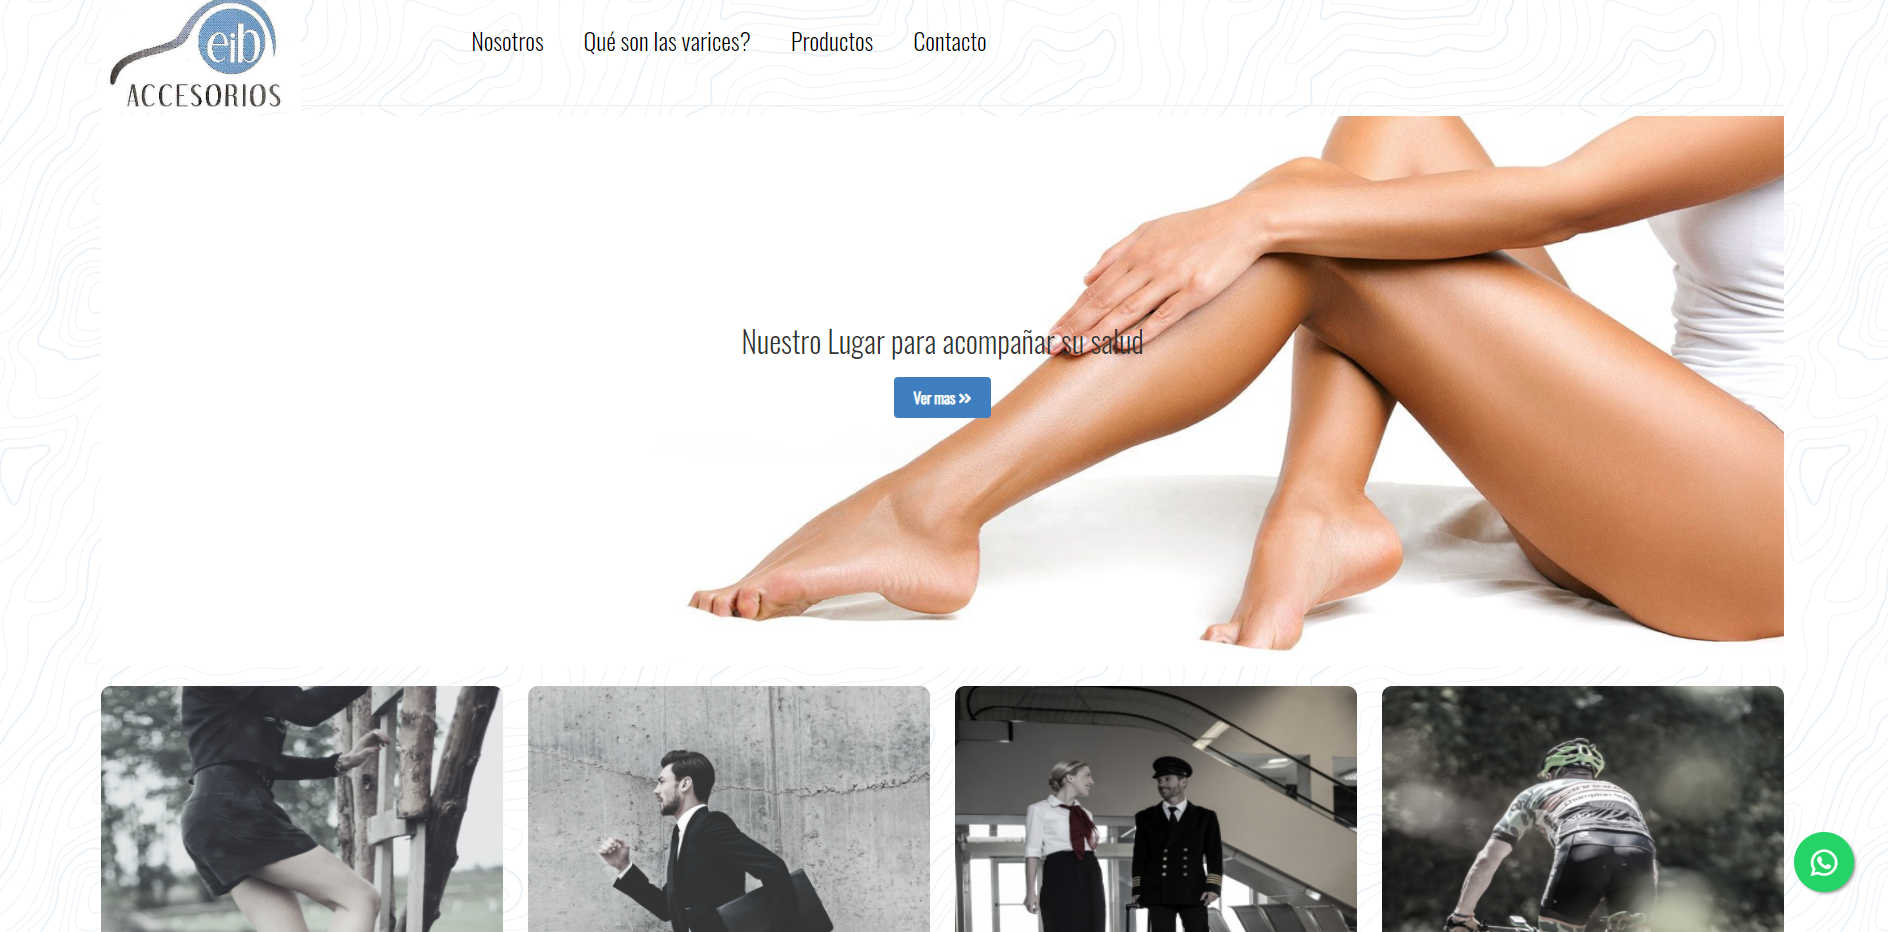 eib
ACCESORIOS
Nosotros
Qué son las varices?
Productos
Contacto
Nuestro Lugar para acompañar su salud
Ver mas